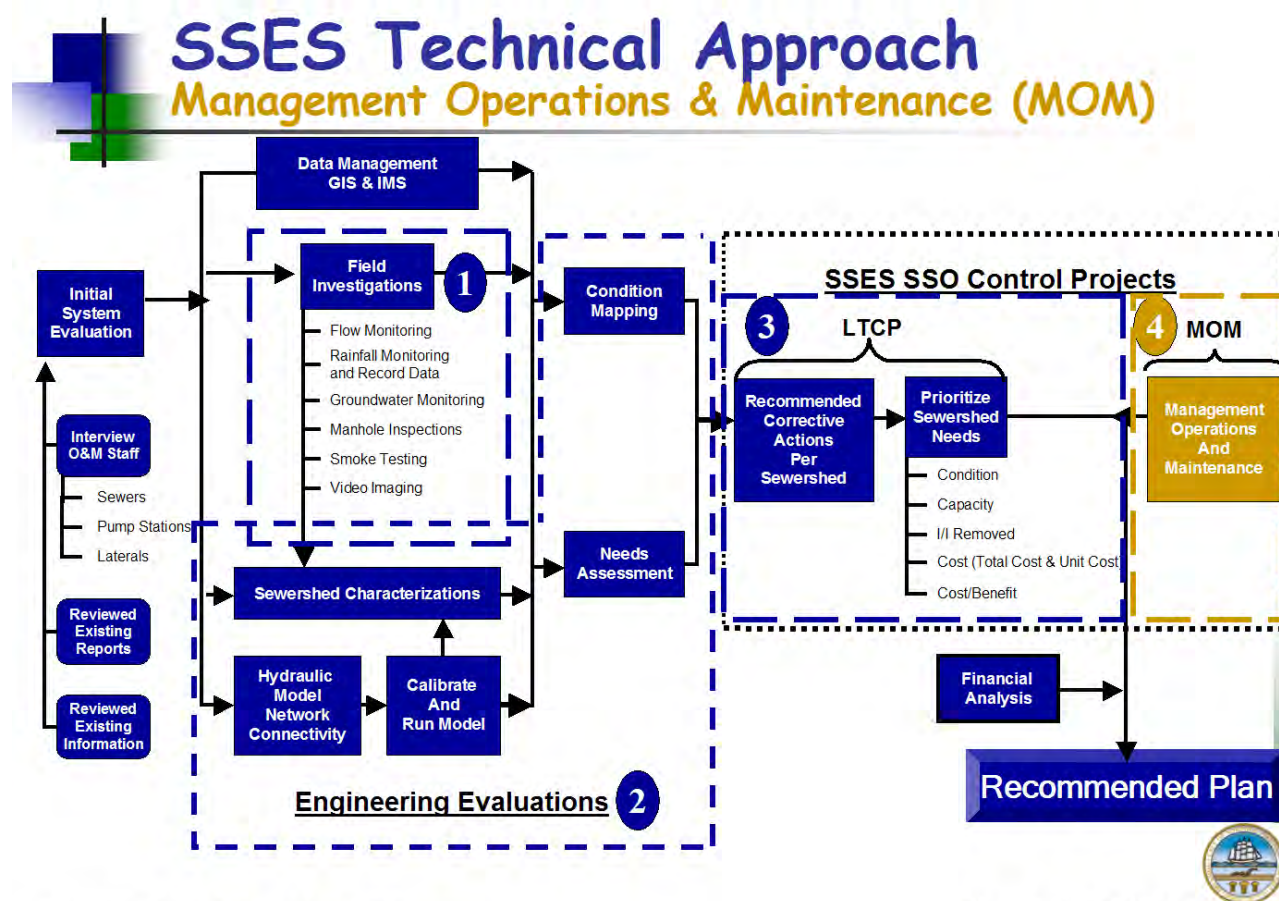 SSES Technical Approach
Management Operations & Maintenance (MOM)
Data Management
GIS & IMS
Initial
System
Evaluation
Interview
O&M Staff
Sewers
Pump Stations
Laterals
Reviewed
Existing
Reports
Reviewed
Existing
Information
Field
Investigations
1
Flow Monitoring
Rainfall Monitoring
and Record Data
Groundwater Monitoring
Manhole Inspections
Smoke Testing
Video Imaging
Sewershed Characterizations
Hydraulic
Model
Network
Connectivity
Calibrate
And
Run Model
Engineering Evaluations
2
Condition
Mapping
Needs
Assessment
SSES SSO Control Projects
3
LTCP
Recommended
Corrective
Actions
Per
Sewershed
Prioritize
Sewershed
Needs
Condition
Capacity
I/I Removed
Cost (Total Cost & Unit Cost
Cost/Benefit
4
MOM
Management
Operations
And
Maintenance
Financial
Analysis
Recommended Plan